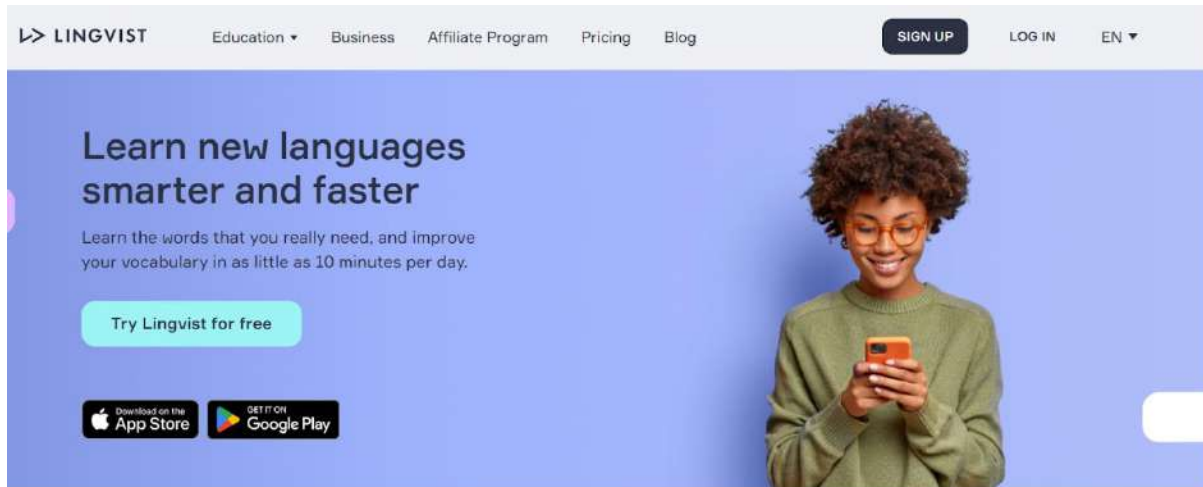 LINGVIST
Education
Business
Affiliate Program
Pricing
Blog
SIGN UP
LOG IN
EN
Learn new languages
smarter and faster
Learn the words that you really need, and improve
your vocabulary in as little as 10 minutes per day.
Try Lingvist for free
Download on the
App Store
GET IT ON
Google Play